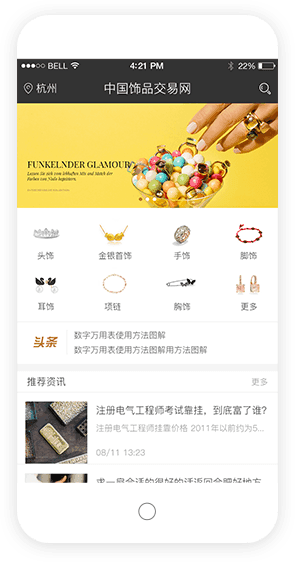 BELL 4:21 PM 22%
杭州 中国饰品交易网
FUNKELNDER GLAMOUR
头饰 金银首饰 手饰 脚饰
耳饰 项链 胸饰 更多
头条
数字万用表使用方法图解
数字万用表使用方法图解用方法图解
推荐资讯 更多
注册电气工程师考试靠挂，到底富了谁?
注册电气工程师挂靠价格 2011年以前约为5...
08/11 13:23